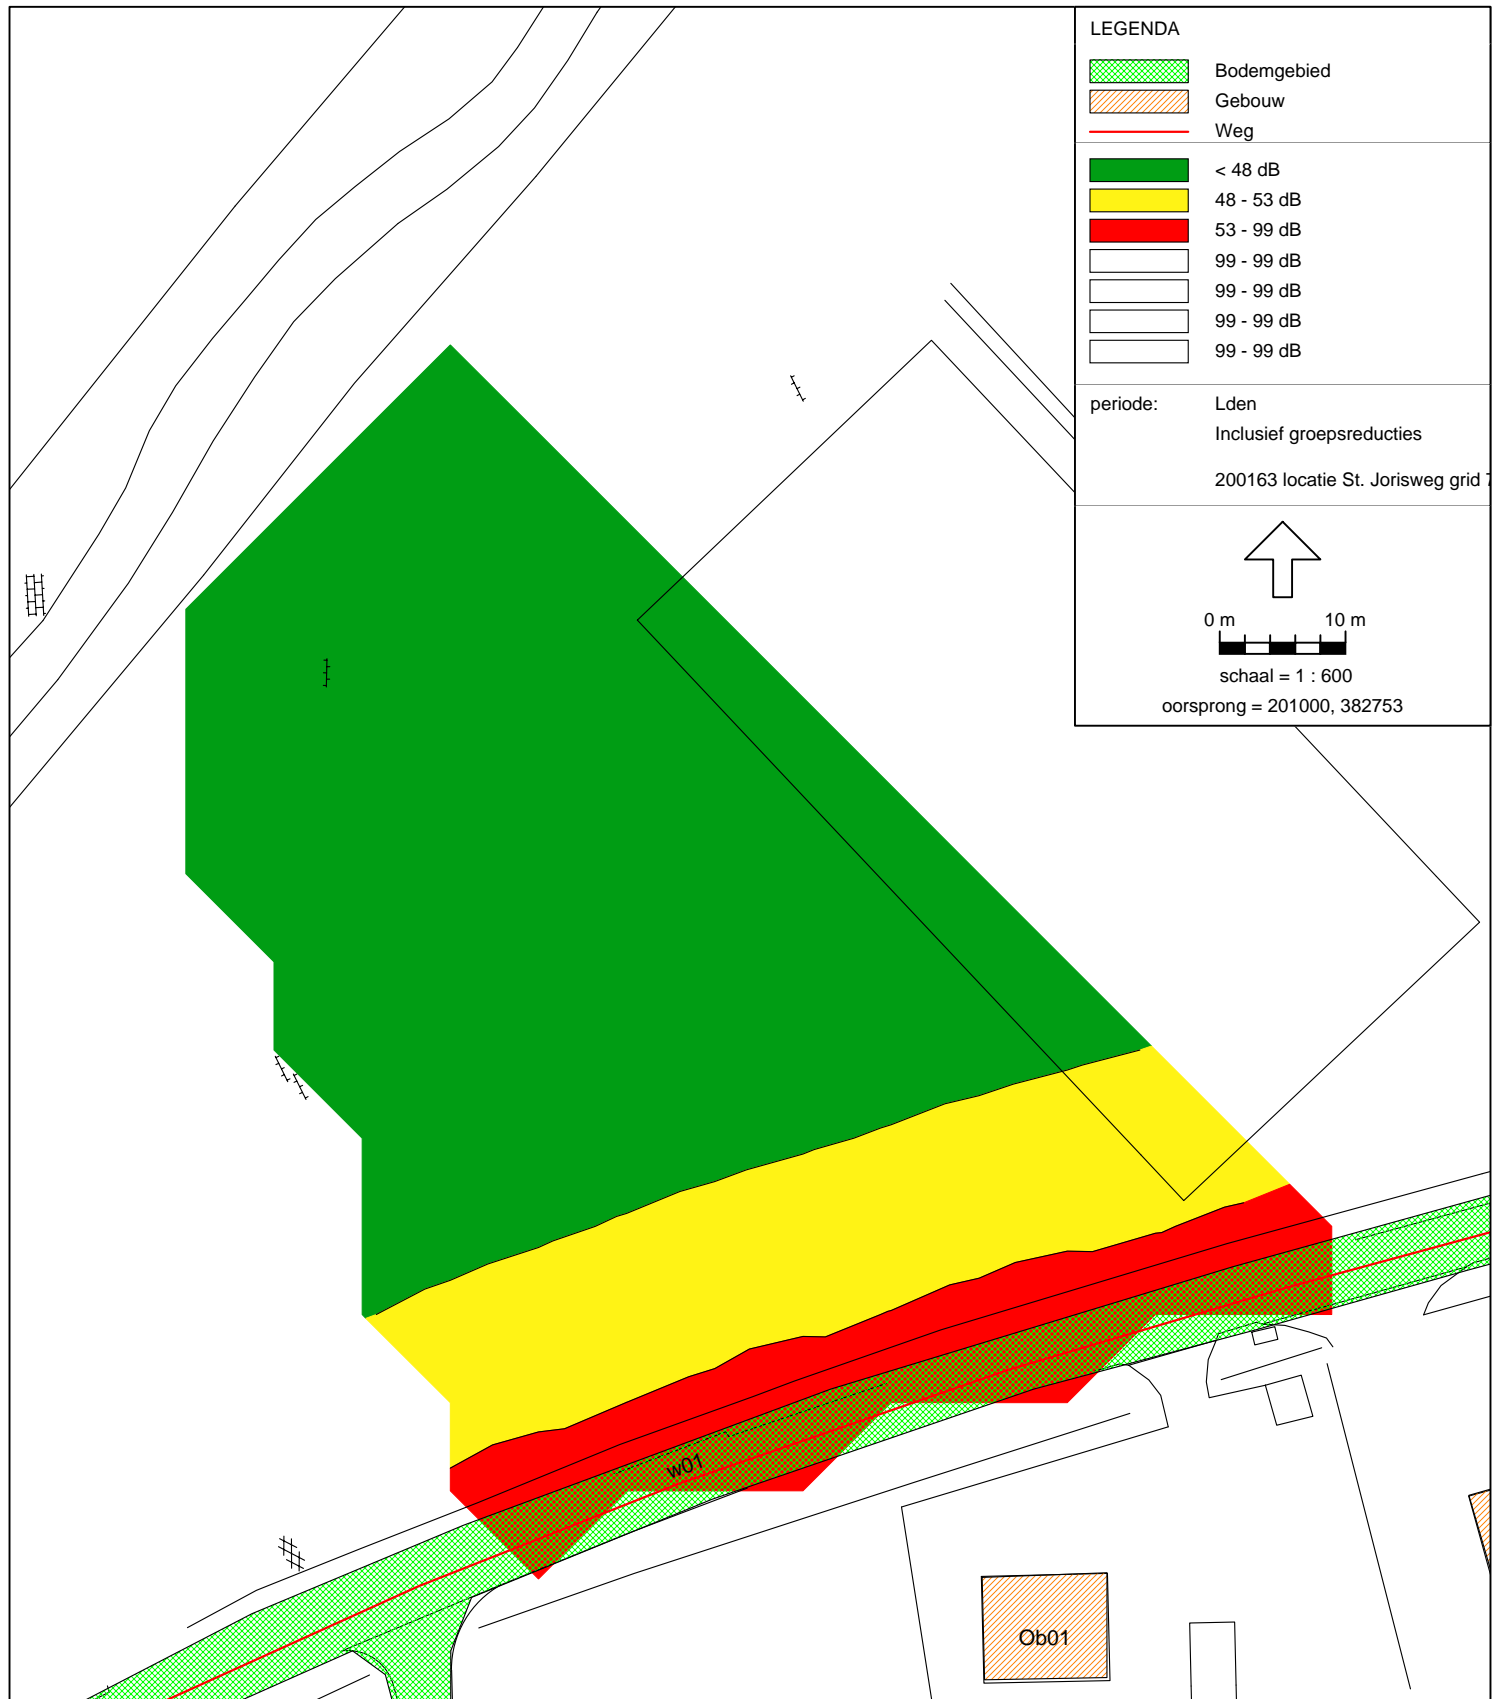 LEGENDA
Bodemgebied
Gebouw
Weg
< 48 dB
48 - 53 dB
53 - 99 dB
99 - 99 dB
99 - 99 dB
99 - 99 dB
99 - 99 dB
periode: Lden
Inclusief groepsreducties
200163 locatie St. Jorisweg grid
0 m 10 m
schaal = 1 : 600
oorsprong = 201000, 382753
w01
Ob01